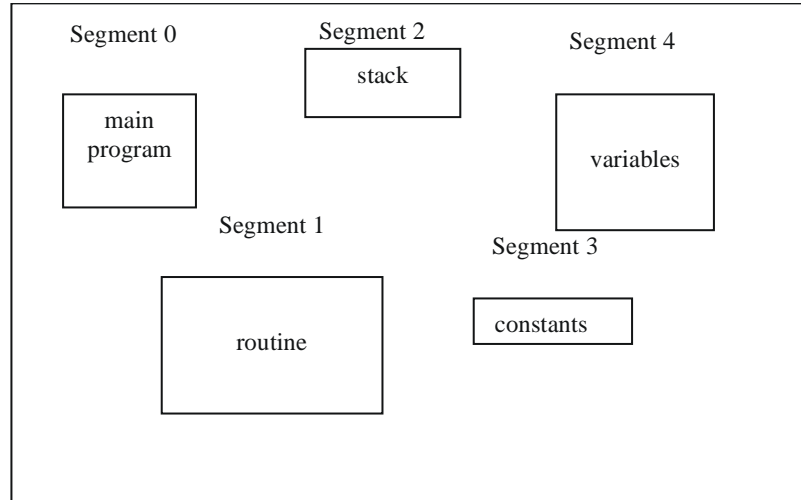 Segment 0
main
program
Segment 2
stack
Segment 4
variables
Segment 1
routine
Segment 3
constants